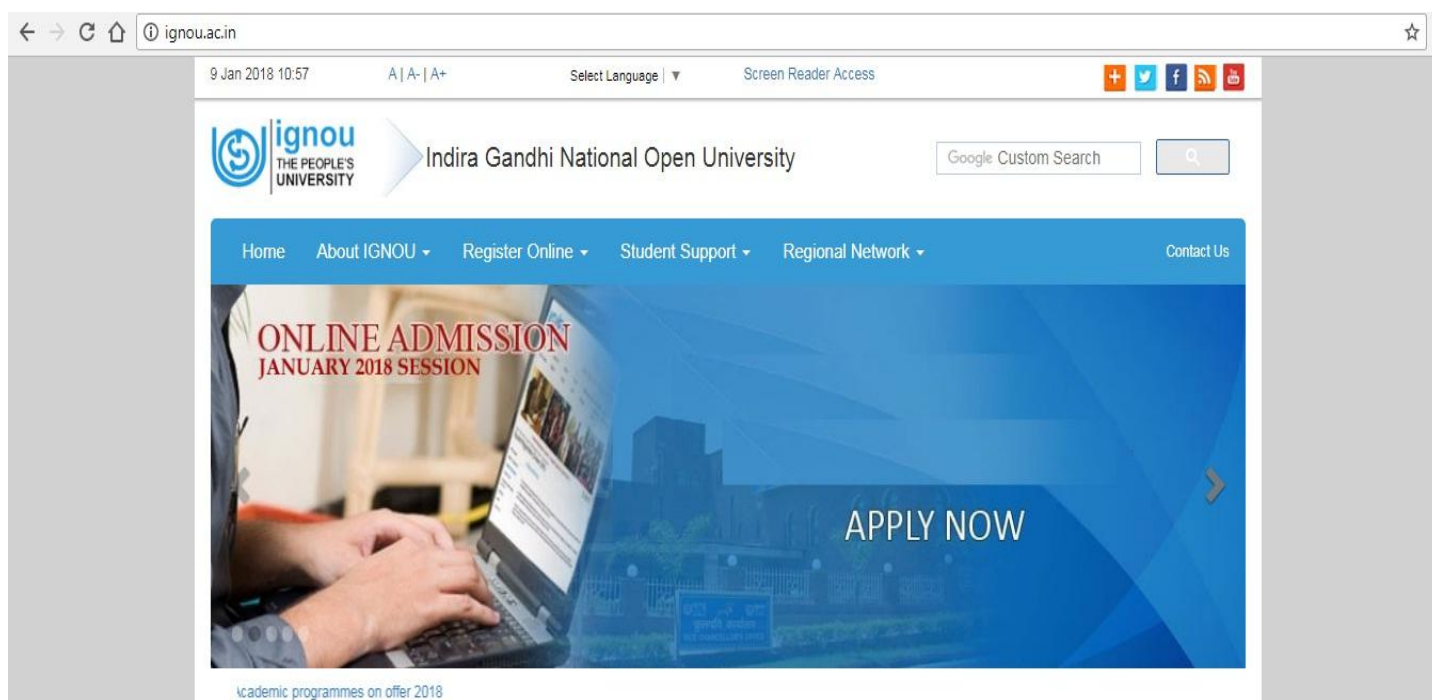 ignou.ac.in
9 Jan 2018 10:57 A | A- | A+ Select Language ▼ Screen Reader Access
ignou
THE PEOPLE'S
UNIVERSITY
Indira Gandhi National Open University
Google Custom Search
Home About IGNOU Register Online Student Support Regional Network Contact Us
ONLINE ADMISSION
JANUARY 2018 SESSION
APPLY NOW
cademic programmes on offer 2018